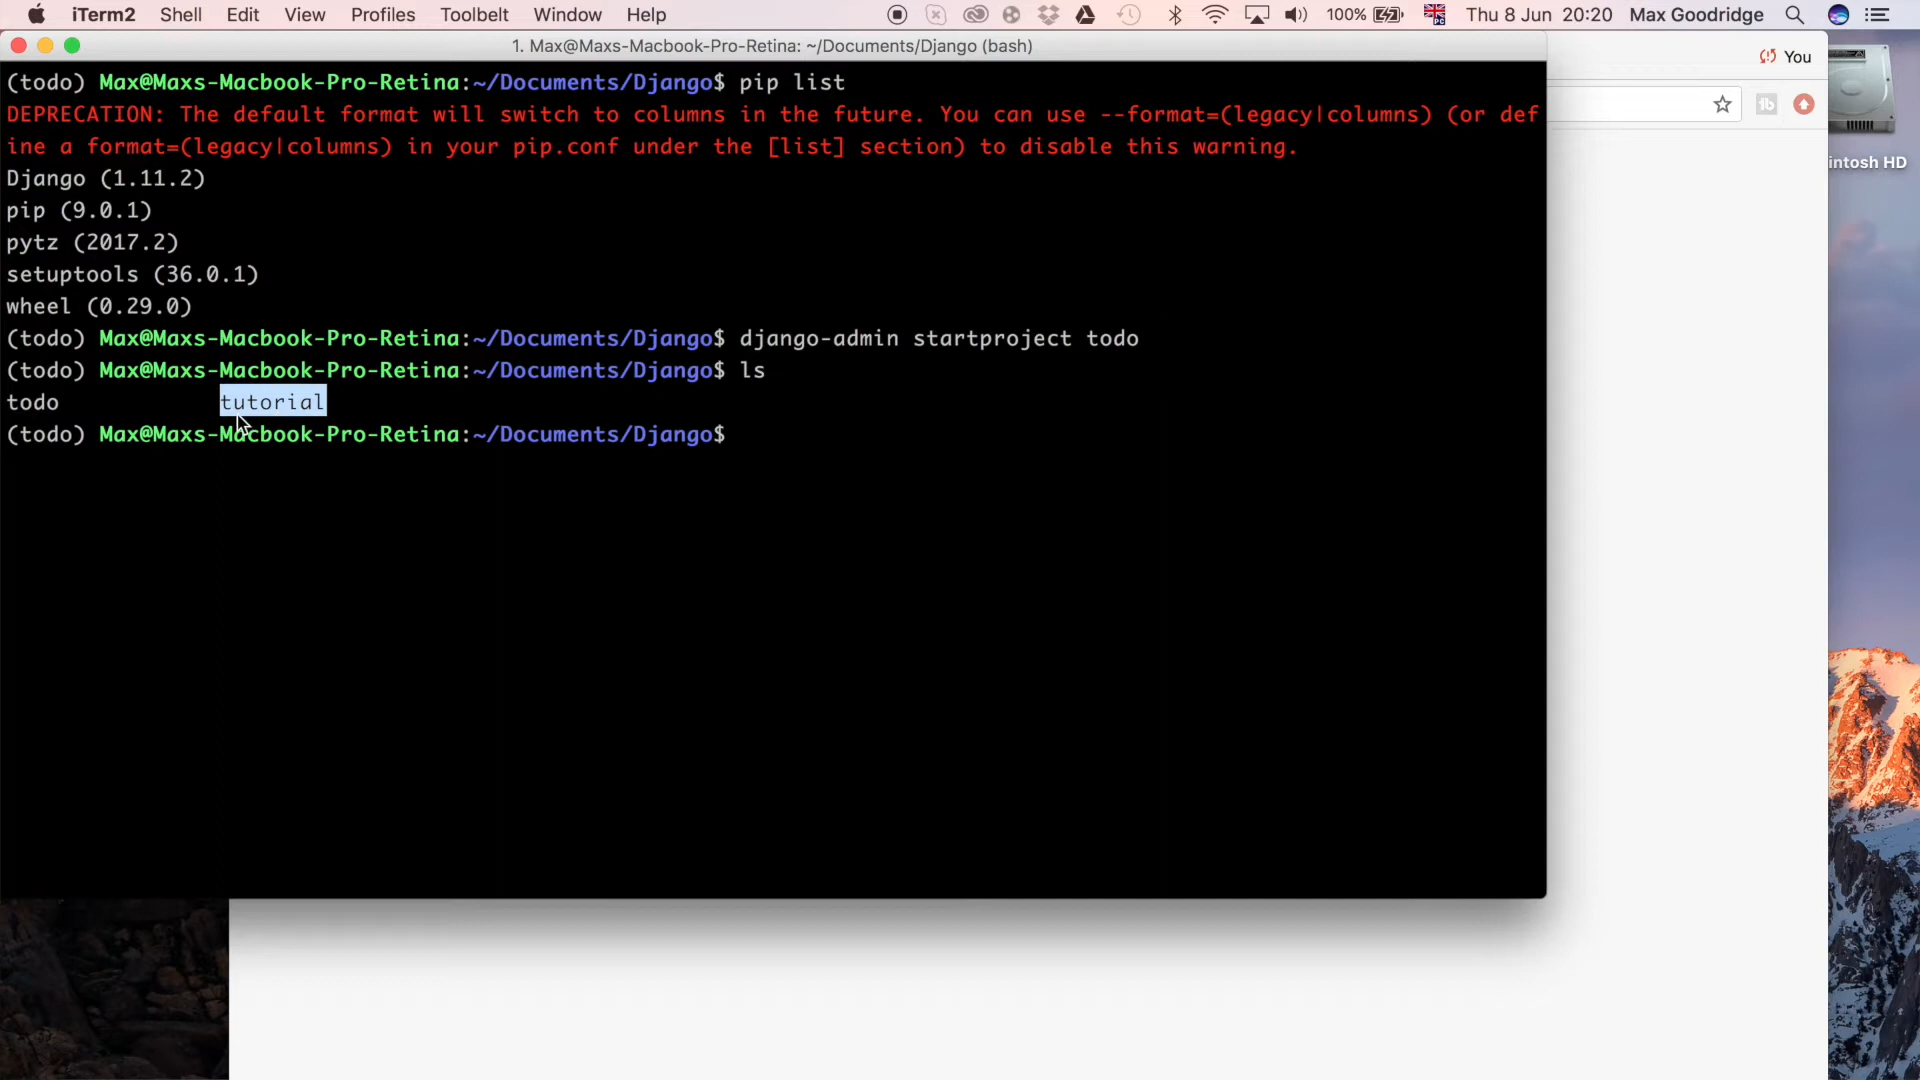 iTerm2 Shell Edit View Profiles Toolbelt Window Help 100% Thu 8 Jun 20:20 Max Goodridge
1. Max@Maxs-Macbook-Pro-Retina: ~/Documents/Django (bash)
You
(todo) Max@Maxs-Macbook-Pro-Retina:~/Documents/Django$ pip list
DEPRECATION: The default format will switch to columns in the future. You can use --format=(legacy|columns) (or def
ine a format=(legacy|columns) in your pip.conf under the [list] section) to disable this warning.
intosh HD
Django (1.11.2)
pip (9.0.1)
pytz (2017.2)
setuptools (36.0.1)
wheel (0.29.0)
(todo) Max@Maxs-Macbook-Pro-Retina:~/Documents/Django$ django-admin startproject todo
(todo) Max@Maxs-Macbook-Pro-Retina:~/Documents/Django$ ls
todo tutorial
(todo) Max@Maxs-Macbook-Pro-Retina:~/Documents/Django$